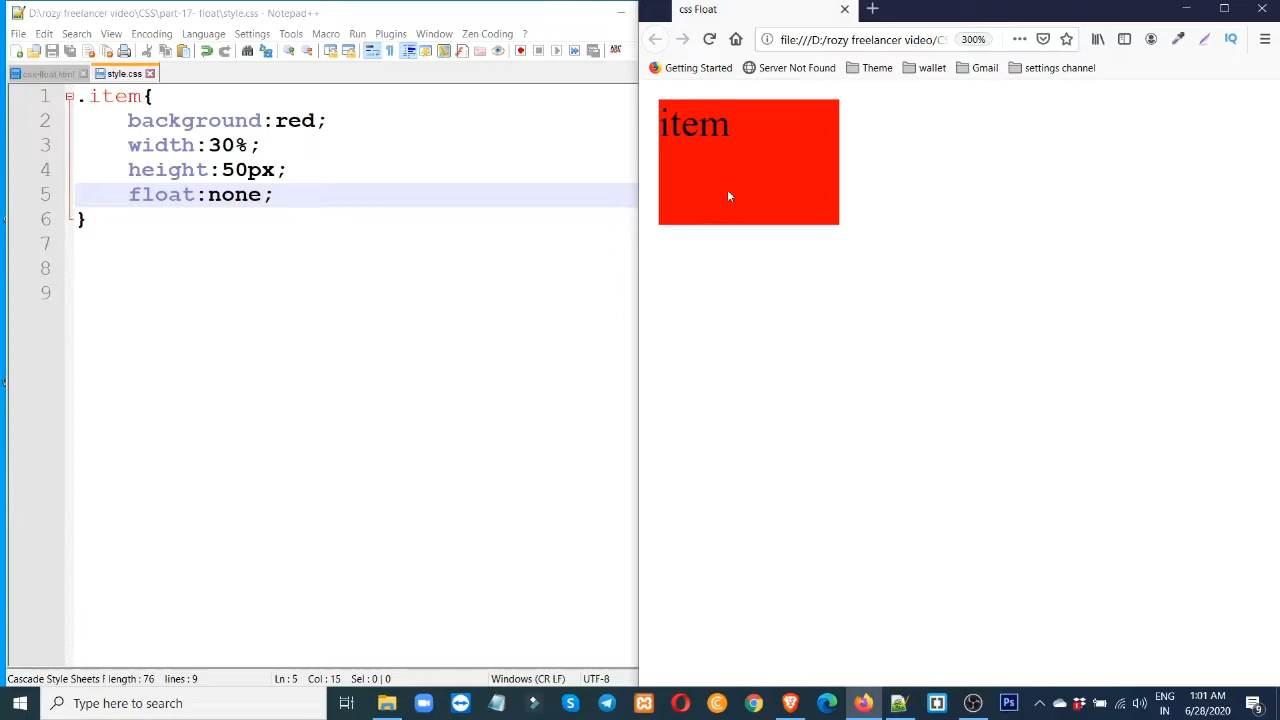 D:\rozy freelancer video\CSS\part-17- float\style.css - Notepad++
File Edit Search View Encoding Language Settings Tools Macro Run Plugins Window Zen Coding ?
css-float.html style.css
1 .item{
2 background:red;
3 width:30%;
4 height:50px;
5 float:none;
6 }
7
8
9
Cascade Style Sheets F length : 76 lines : 9 Ln : 5 Col : 15 Sel : 0 | 0 Windows (CR LF) UTF-8
css Float
file:///D:/rozy freelancer video/CS 300%
Getting Started Server Not Found Theme wallet Gmail settings channel
item
Type here to search
ENG
IN
1:01 AM
6/28/2020